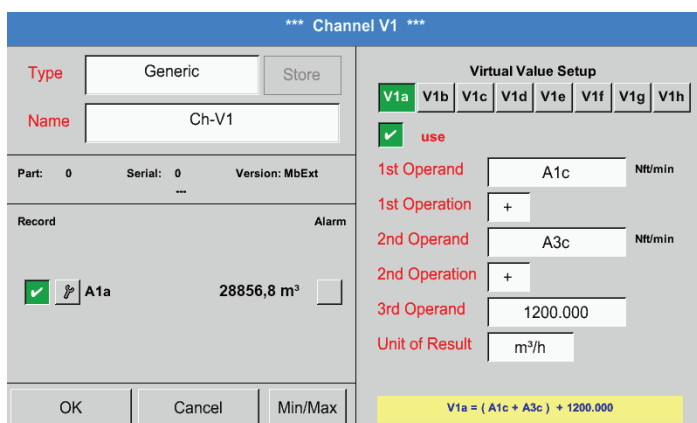 *** Channel V1 ***
Type Generic Store
Name Ch-V1
Part: 0 Serial: 0 Version: MbExt
---
Record Alarm
A1a 28856,8 m³
OK Cancel Min/Max
Virtual Value Setup
V1a V1b V1c V1d V1e V1f V1g V1h
use
1st Operand A1c Nft/min
1st Operation +
2nd Operand A3c Nft/min
2nd Operation +
3rd Operand 1200.000
Unit of Result m³/h
V1a = ( A1c + A3c ) + 1200.000